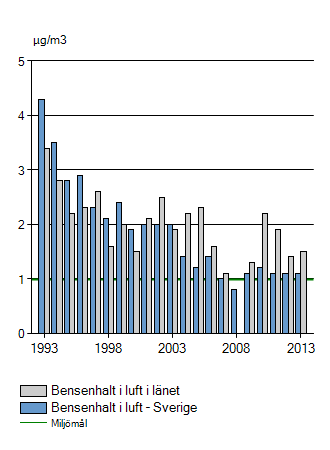 µg/m3
5
4
3
2
1
0
1993 1998 2003 2008 2013
Bensenhalt i luft i länet
Bensenhalt i luft - Sverige
Miljömål